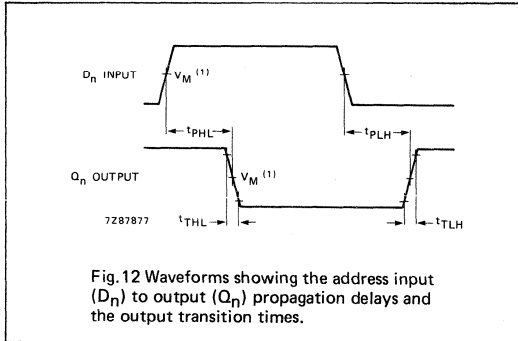 Dn INPUT
VM (1)
tPHL
tPLH
Qn OUTPUT
VM (1)
7Z87877
tTHL
tTLH
Fig.12 Waveforms showing the address input
(Dn) to output (Qn) propagation delays and
the output transition times.